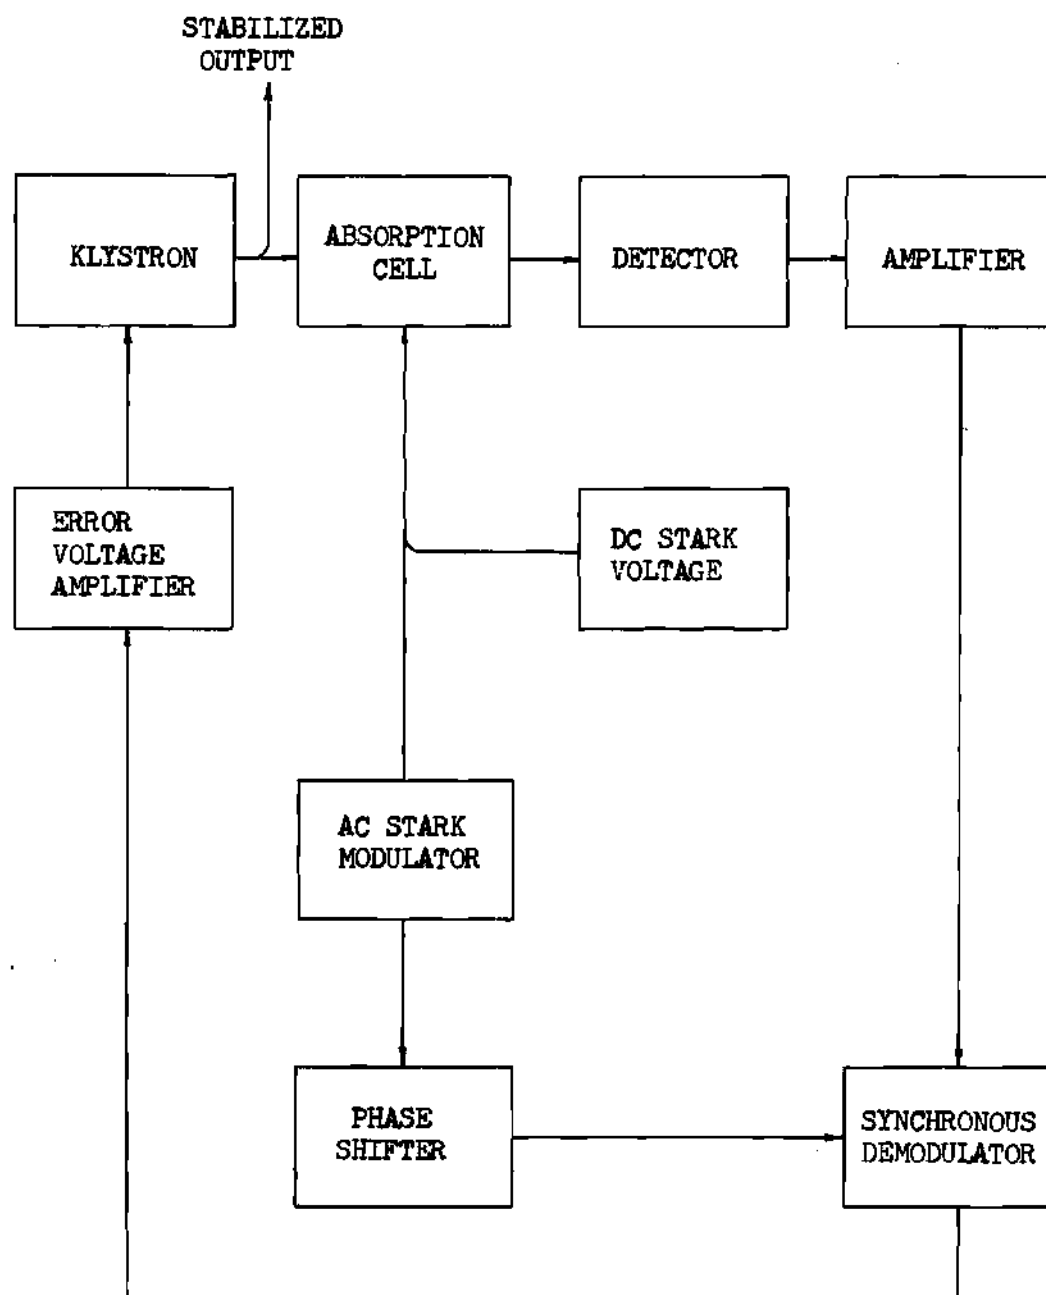 STABILIZED
OUTPUT
KLYSTRON
ABSORPTION
CELL
DETECTOR
AMPLIFIER
ERROR
VOLTAGE
AMPLIFIER
DC STARK
VOLTAGE
AC STARK
MODULATOR
PHASE
SHIFTER
SYNCHRONOUS
DEMODULATOR